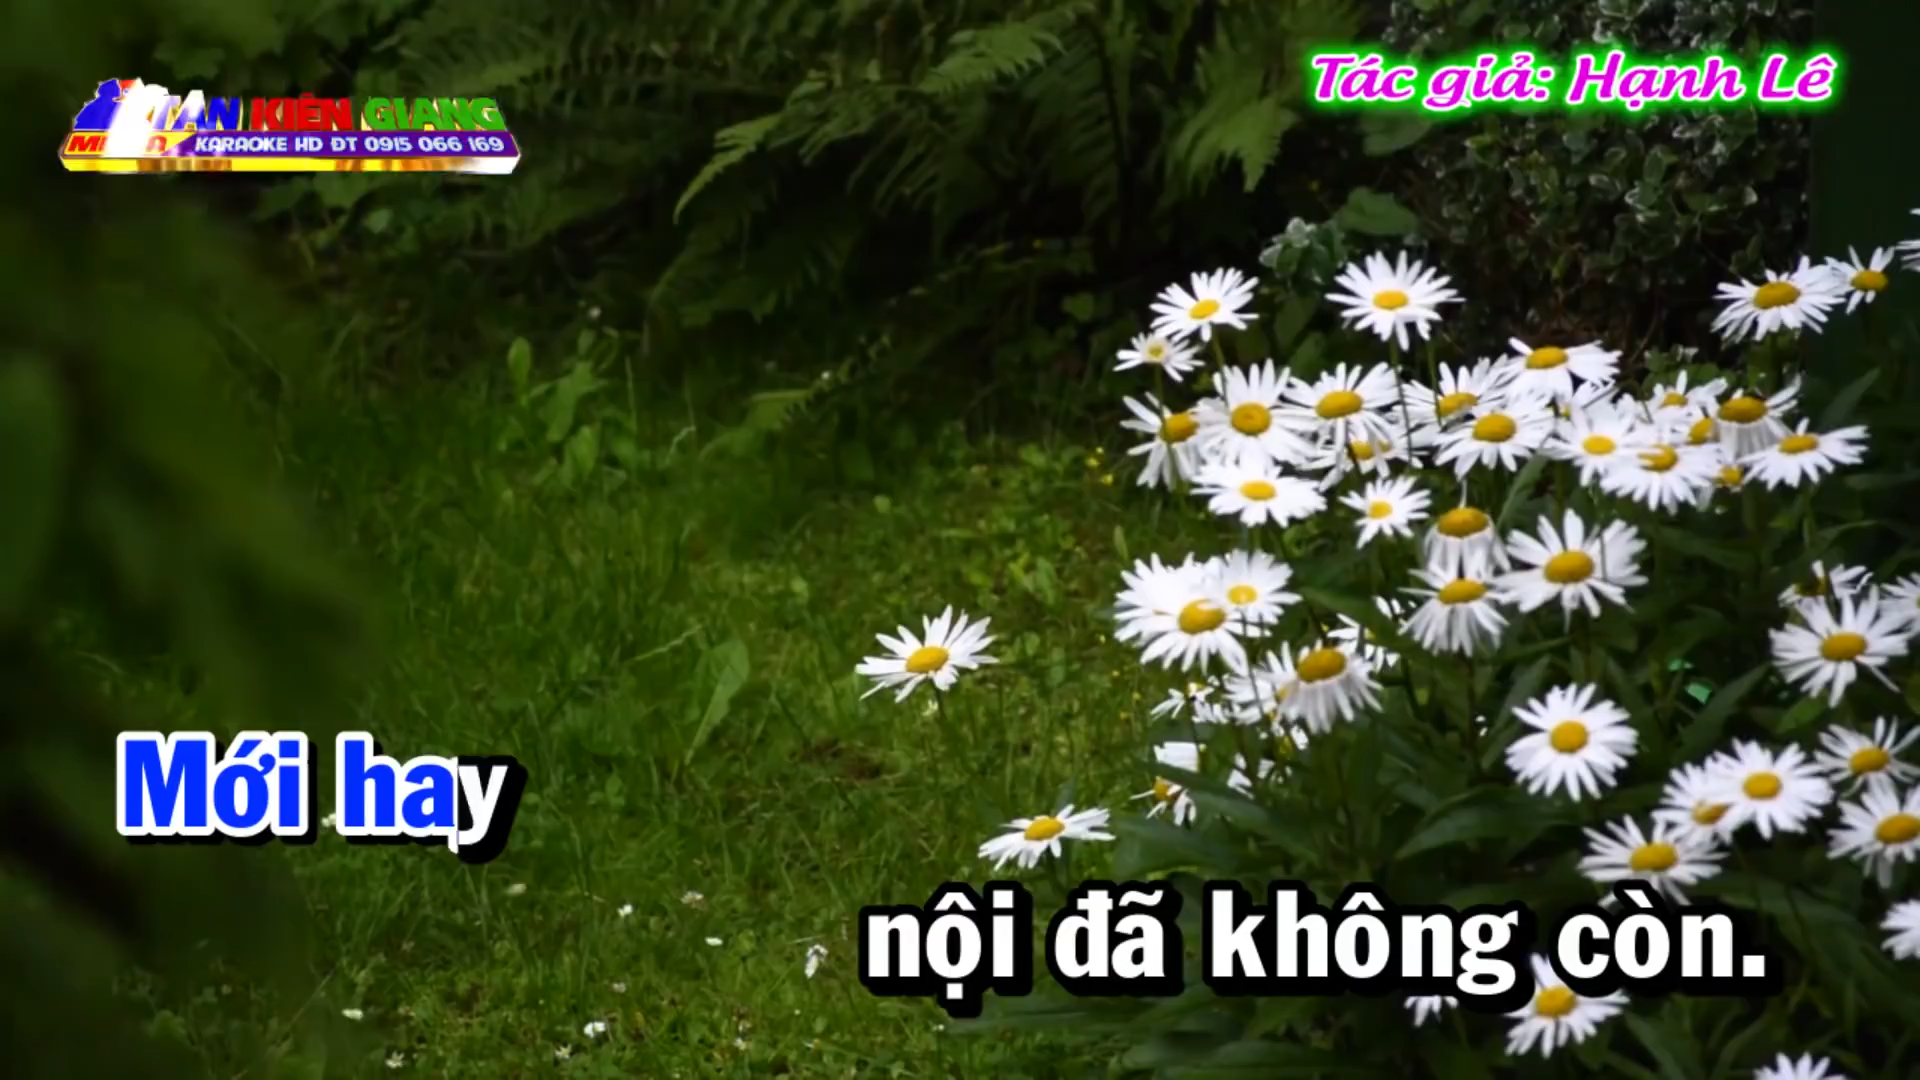 Tác giả: Hạnh Lê
KIÊN GIANG
KARAOKE HD ĐT 0915 066 169
Mới hay
nội đã không còn.